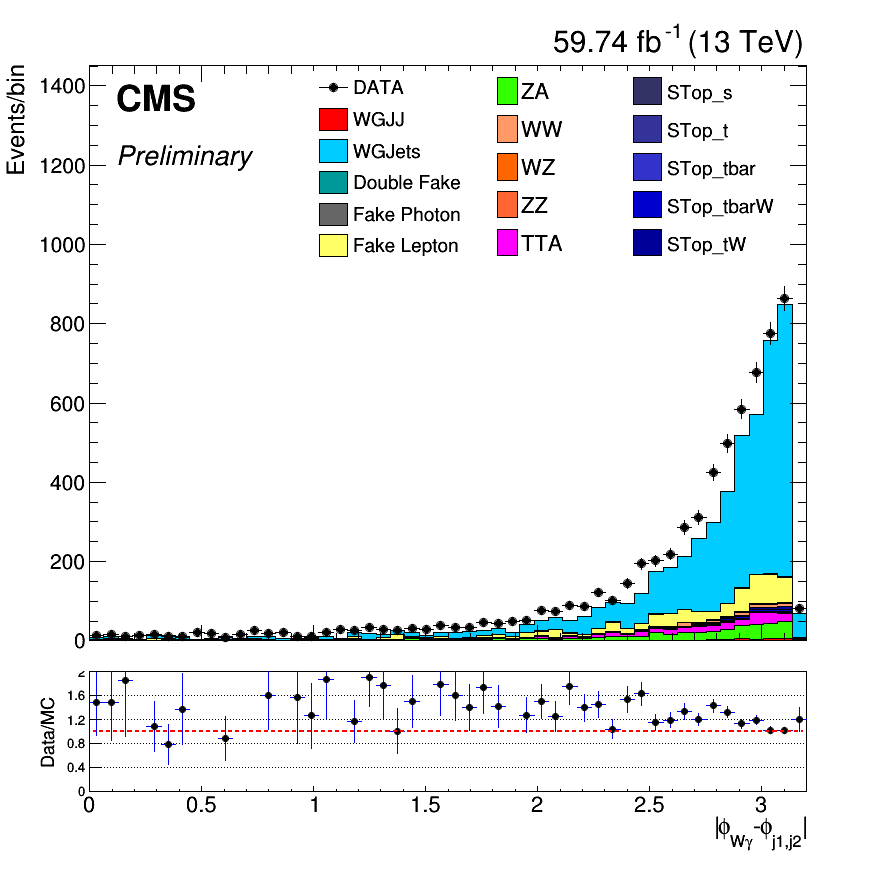 59.74 fb-1 (13 TeV)
CMS
Preliminary
DATA
WGJJ
WGJets
Double Fake
Fake Photon
Fake Lepton
ZA
WW
WZ
ZZ
TTA
STop_s
STop_t
STop_tbar
STop_tbarW
STop_tW
Events/bin
1400
1200
1000
800
600
400
200
0
Data/MC
2
1.6
1.2
0.8
0.4
0
0 0.5 1 1.5 2 2.5 3
|ϕWγ-ϕj1,j2|